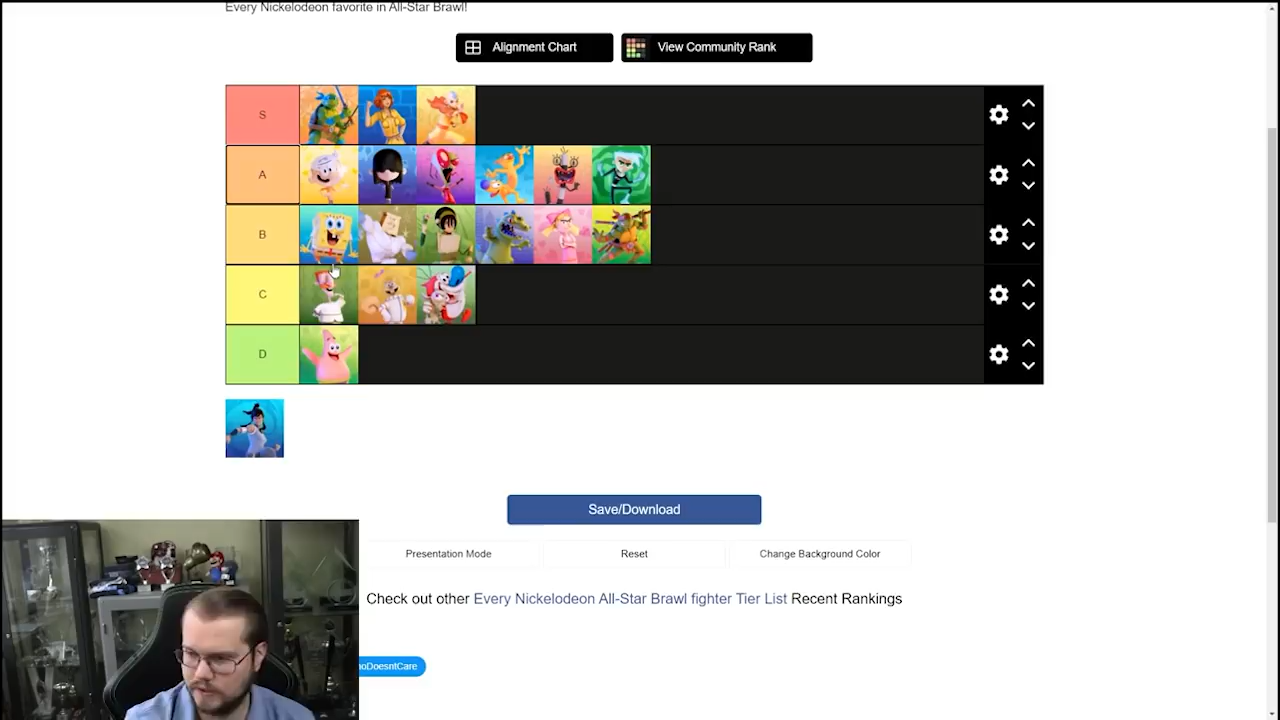 Every Nickelodeon favorite in All-Star Brawl!
Alignment Chart
View Community Rank
S
A
B
C
D
Save/Download
Presentation Mode
Reset
Change Background Color
Check out other Every Nickelodeon All-Star Brawl fighter Tier List Recent Rankings
oDoesntCare